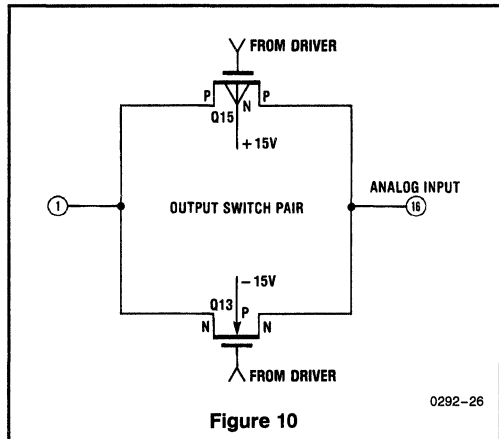 FROM DRIVER
P P
Q15 N
+15V
ANALOG INPUT
1 OUTPUT SWITCH PAIR 16
-15V
Q13 P
N N
FROM DRIVER
0292-26
Figure 10